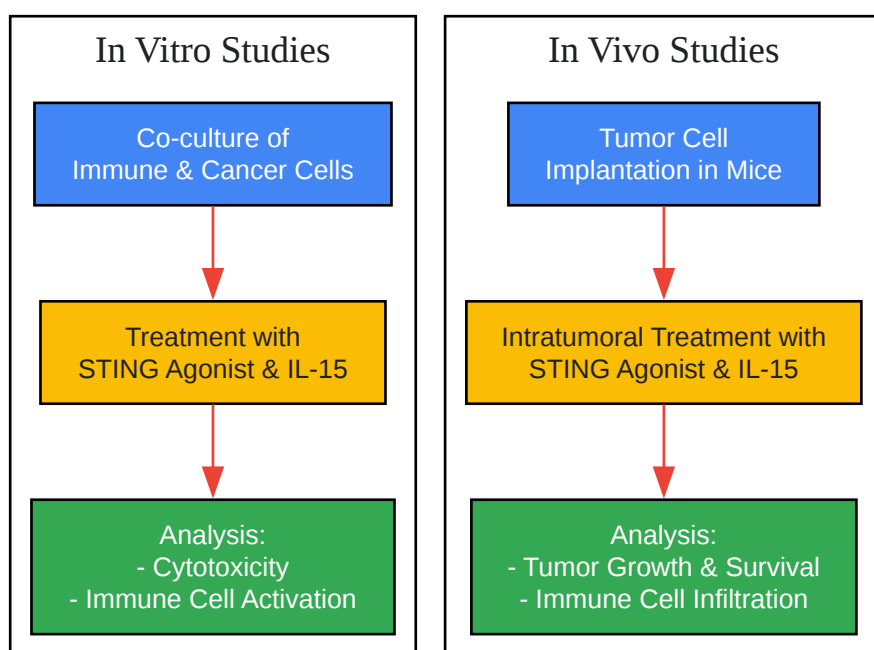 In Vitro Studies
Co-culture of
Immune & Cancer Cells
Treatment with
STING Agonist & IL-15
Analysis:
- Cytotoxicity
- Immune Cell Activation
In Vivo Studies
Tumor Cell
Implantation in Mice
Intratumoral Treatment with
STING Agonist & IL-15
Analysis:
- Tumor Growth & Survival
- Immune Cell Infiltration